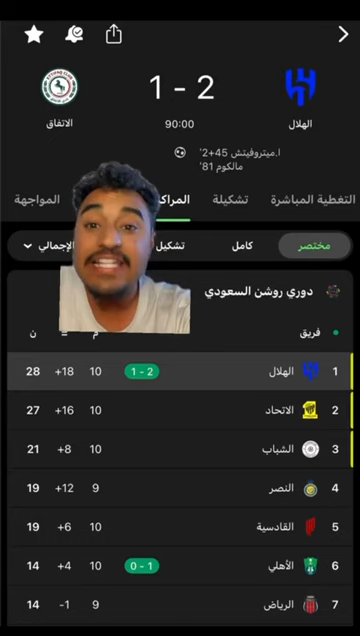 1 - 2
الهلال
الاتفاق
90:00
ا.ميتروفيتش 45+2'
مالكوم 81'
التغطية المباشرة تشكيلة المراكز المواجهة
مختصر كامل تشكيل الإجمالي
دوري روشن السعودي
فريق م ± ن
1 الهلال 1 - 2 10 +18 28
2 الاتحاد 10 +16 27
3 الشباب 10 +8 21
4 النصر 9 +12 19
5 القادسية 10 +6 19
6 الأهلي 0 - 1 10 +4 14
7 الرياض 9 -1 14